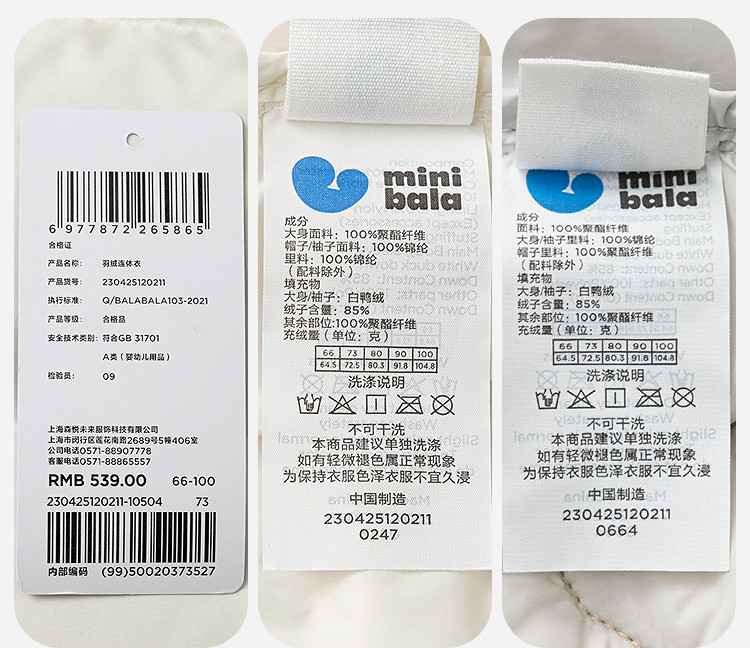 6 977872 265865
合格证
产品名称: 羽绒连体衣
产品货号: 230425120211
执行标准: Q/BALABALA103-2021
产品等级: 合格品
安全技术类别: 符合GB 31701
A类（婴幼儿用品）
检验员: 09
上海森悦未来服饰科技有限公司
上海市闵行区莲花南路2689号5幢406室
公司电话0571-88907778
客服电话0571-88865557
RMB 539.00 66-100
230425120211-10504 73
内部编码 (99)50020373527
mini
bala
成分
大身面料: 100%聚酯纤维
帽子/袖子面料: 100%锦纶
里料: 100%锦纶
（配料除外）
填充物
大身/袖子: 白鸭绒
绒子含量: 85%
其余部位:100%聚酯纤维
充绒量（单位: 克）
66 73 80 90 100
64.5 72.5 80.3 91.8 104.8
洗涤说明
不可干洗
本商品建议单独洗涤
如有轻微褪色属正常现象
为保持衣服色泽衣服不宜久浸
中国制造
230425120211
0247
mini
bala
成分
面料: 100%聚酯纤维
大身/袖子里料: 100%锦纶
帽子里料: 100%聚酯纤维
（配料除外）
填充物
大身/袖子: 白鸭绒
绒子含量: 85%
其余部位: 100%聚酯纤维
充绒量（单位: 克）
66 73 80 90 100
64.5 72.5 80.3 91.8 104.8
洗涤说明
不可干洗
本商品建议单独洗涤
如有轻微褪色属正常现象
为保持衣服色泽衣服不宜久浸
中国制造
230425120211
0664